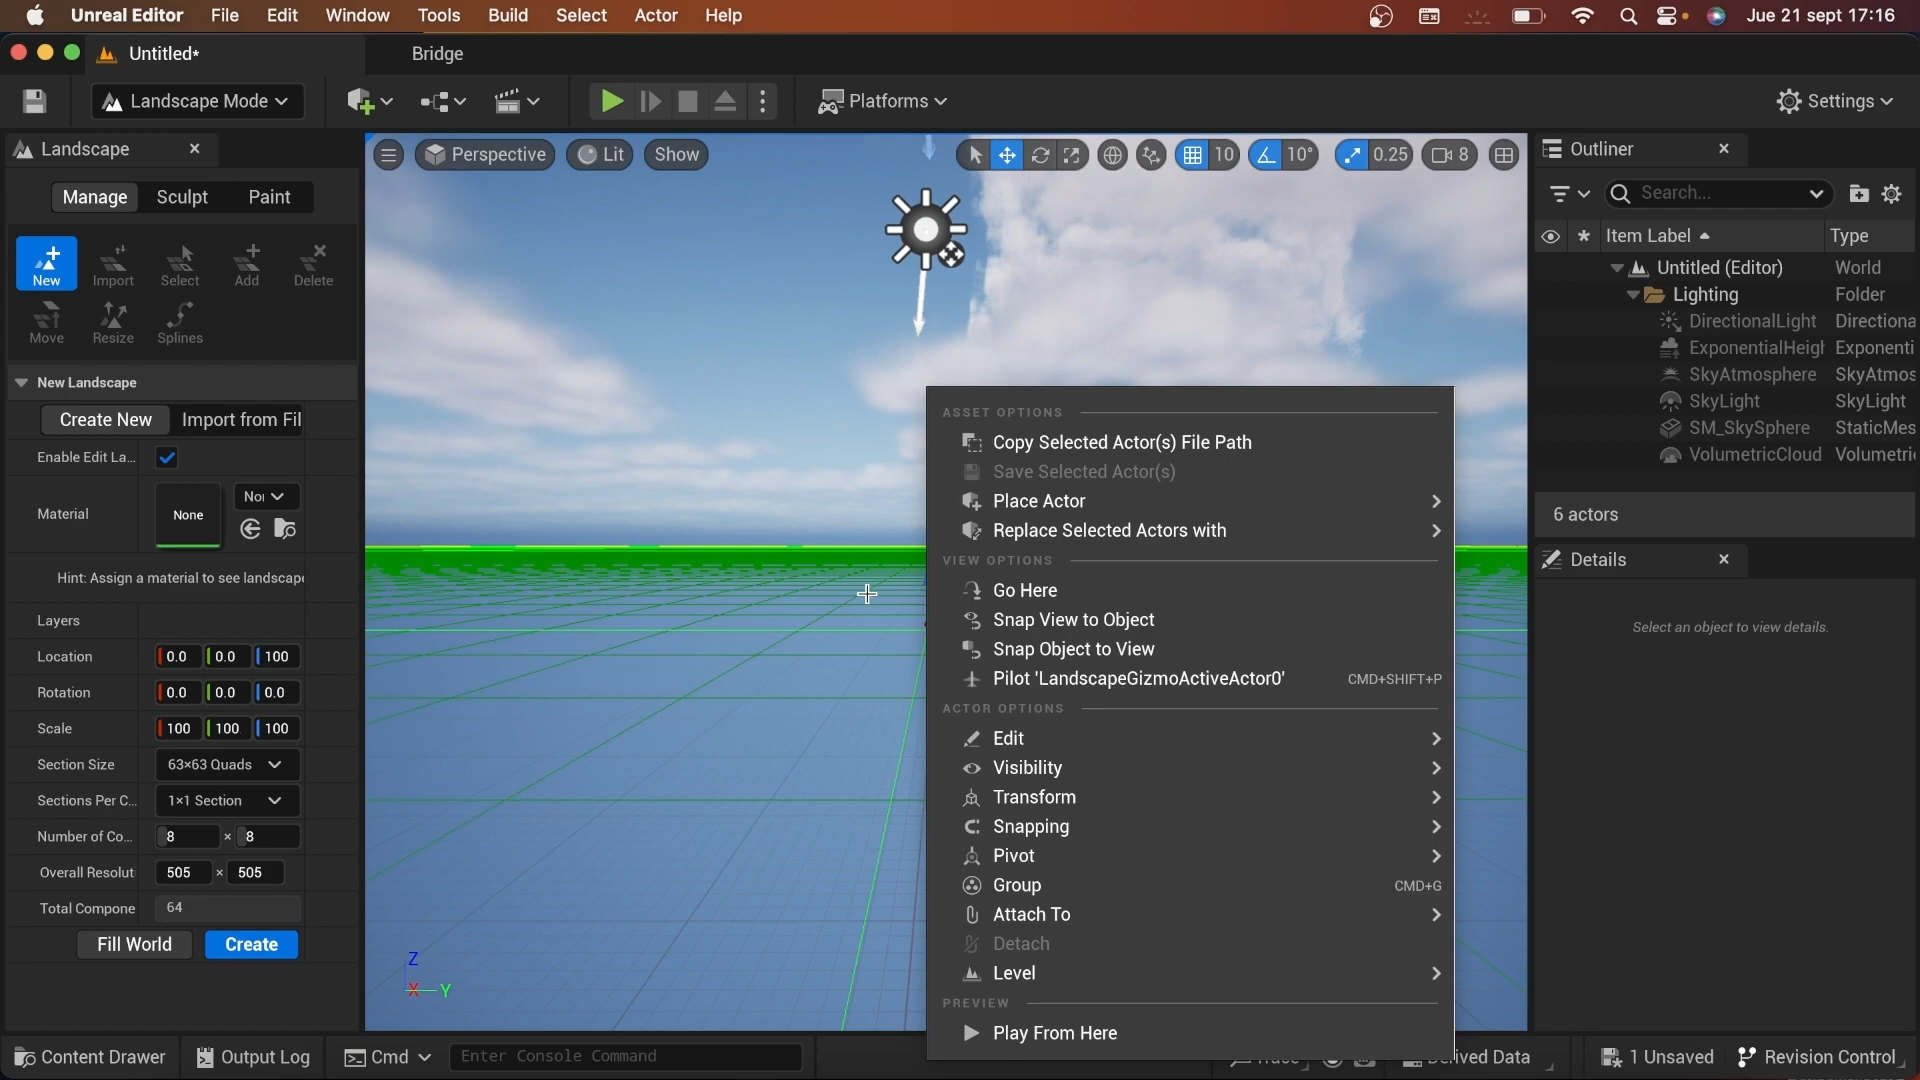 Unreal Editor File Edit Window Tools Build Select Actor Help Jue 21 sept 17:16
Untitled* Bridge
Landscape Mode Platforms Settings
Landscape
Manage Sculpt Paint
New Import Select Add Delete
Move Resize Splines
New Landscape
Create New Import from Fil
Enable Edit La...
Material None Nor
Hint: Assign a material to see landscape
Layers
Location 0.0 0.0 100
Rotation 0.0 0.0 0.0
Scale 100 100. 100
Section Size 63×63 Quads
Sections Per C... 1×1 Section
Number of Co... 8 × 8
Overall Resolut 505 × 505
Total Compone 64
Fill World Create
Perspective Lit Show 10 10° 0.25 8
ASSET OPTIONS
Copy Selected Actor(s) File Path
Save Selected Actor(s)
Place Actor
Replace Selected Actors with
VIEW OPTIONS
Go Here
Snap View to Object
Snap Object to View
Pilot 'LandscapeGizmoActiveActor0' CMD+SHIFT+P
ACTOR OPTIONS
Edit
Visibility
Transform
Snapping
Pivot
Group CMD+G
Attach To
Detach
Level
PREVIEW
Play From Here
Z
X Y
Outliner
Search...
Item Label Type
Untitled (Editor) World
Lighting Folder
DirectionalLight Directiona
ExponentialHeigh Exponenti
SkyAtmosphere SkyAtmos
SkyLight SkyLight
SM_SkySphere StaticMes
VolumetricCloud Volumetric
6 actors
Details
Select an object to view details.
Content Drawer Output Log Cmd Enter Console Command Trace Derived Data 1 Unsaved Revision Control